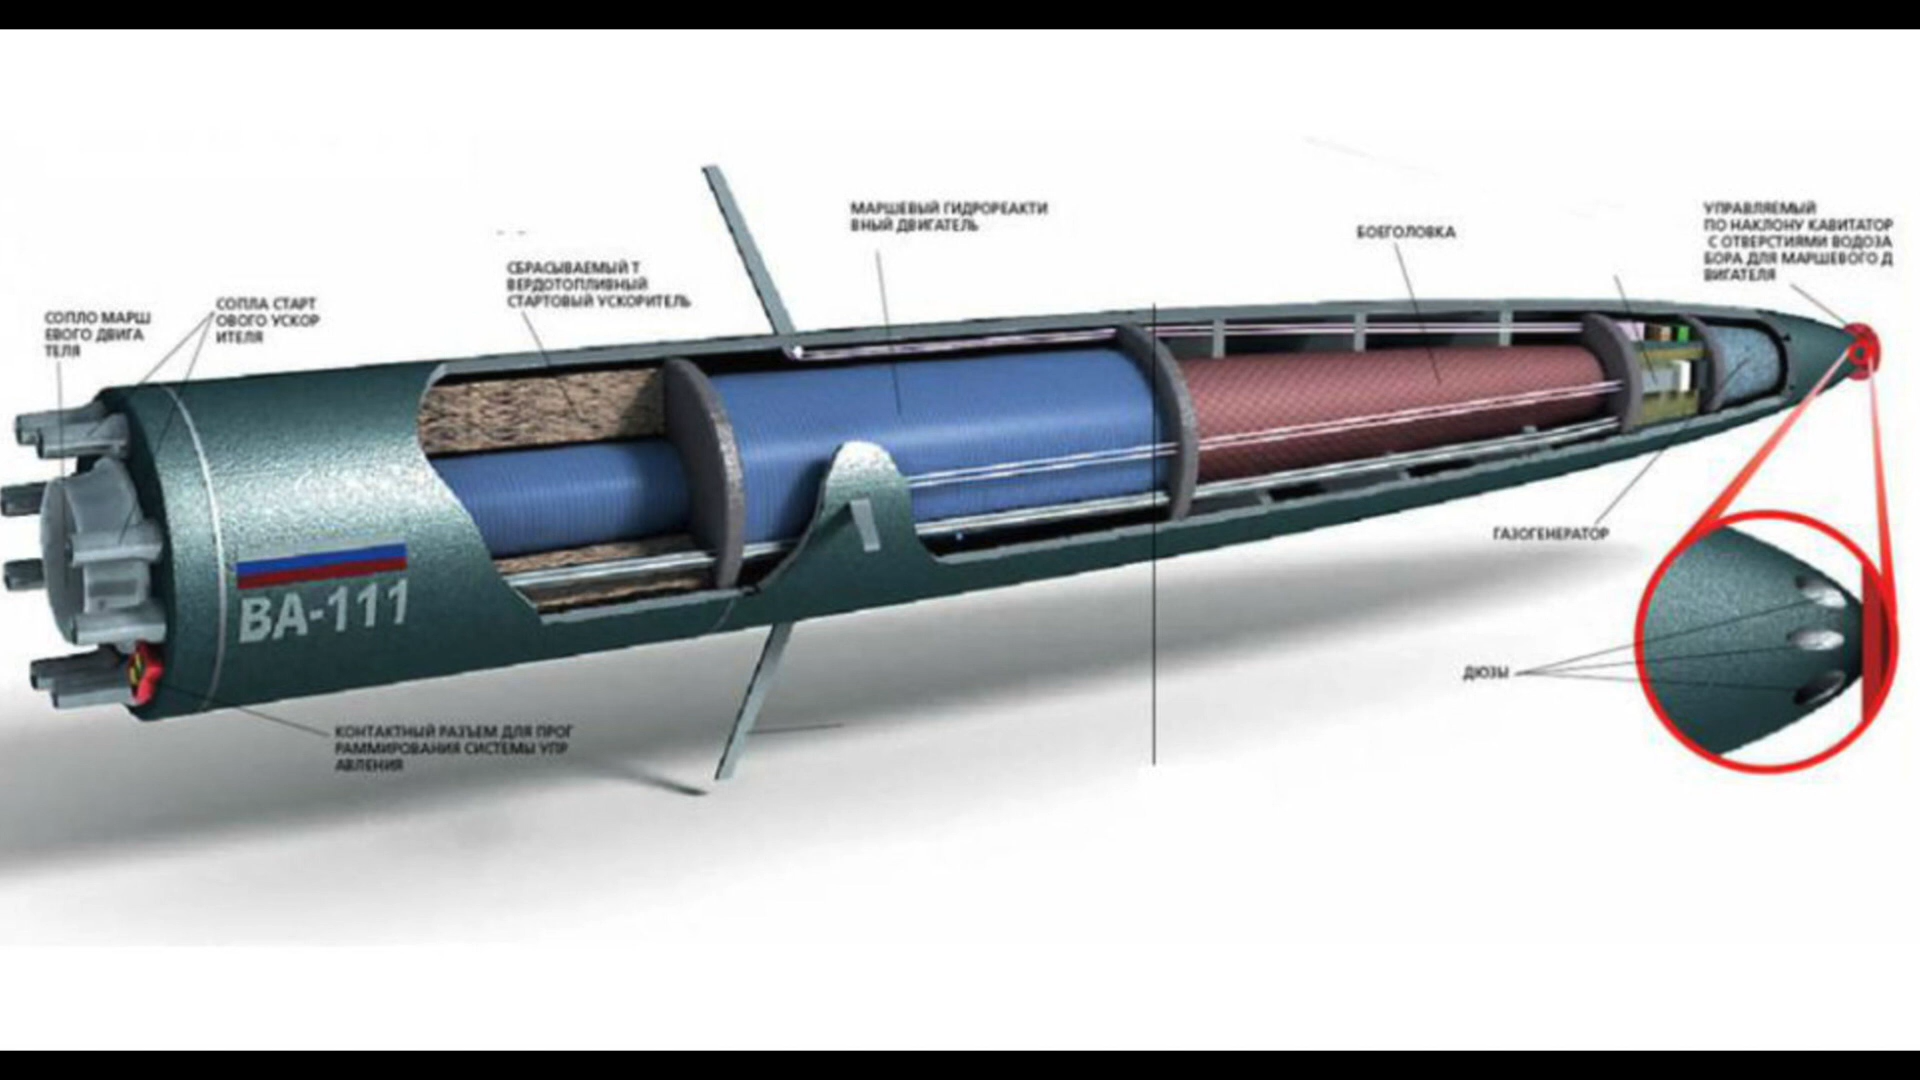 СОПЛО МАРШ
ЕВОГО ДВИГА
ТЕЛЯ
СОПЛА СТАРТ
ОВОГО УСКОР
ИТЕЛЯ
СБРАСЫВАЕМЫЙ Т
ВЕРДОТОПЛИВНЫЙ
СТАРТОВЫЙ УСКОРИТЕЛЬ
МАРШЕВЫЙ ГИДРОРЕАКТИ
ВНЫЙ ДВИГАТЕЛЬ
БОЕГОЛОВКА
УПРАВЛЯЕМЫЙ
ПО НАКЛОНУ КАВИТАТОР
С ОТВЕРСТИЯМИ ВОДОЗА
БОРА ДЛЯ МАРШЕВОГО Д
ВИГАТЕЛЯ
ВА-111
ГАЗОГЕНЕРАТОР
ДЮЗЫ
КОНТАКТНЫЙ РАЗЪЕМ ДЛЯ ПРОГ
РАММИРОВАНИЯ СИСТЕМЫ УПР
АВЛЕНИЯ